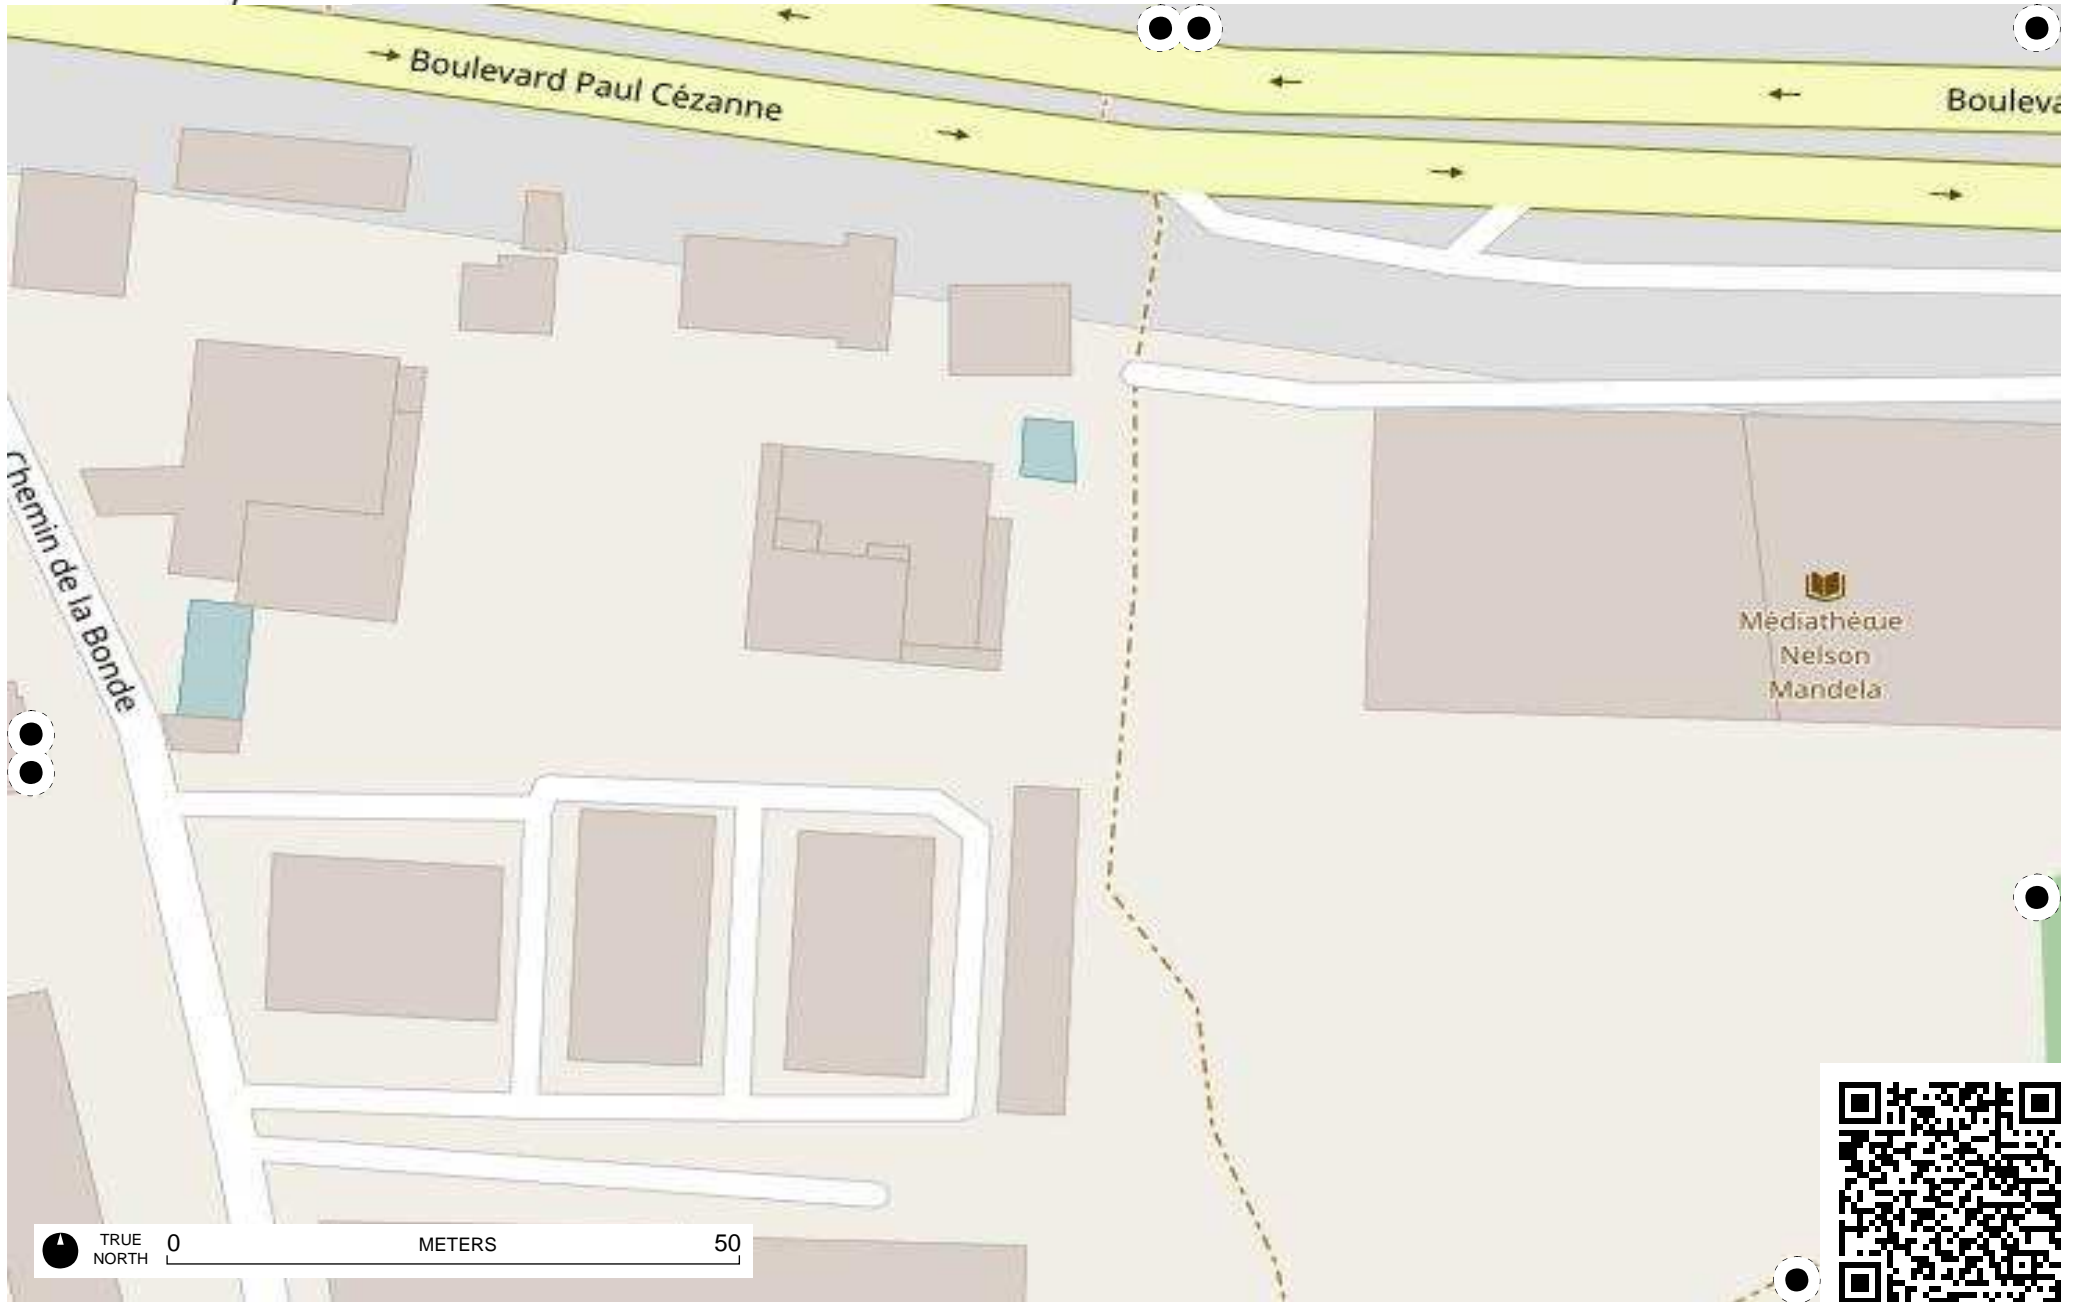 Boulevard Paul Cézanne
Bouleva
Chemin de la Bonde
Médiathèque
Nelson
Mandela
TRUE
NORTH
0 METERS 50